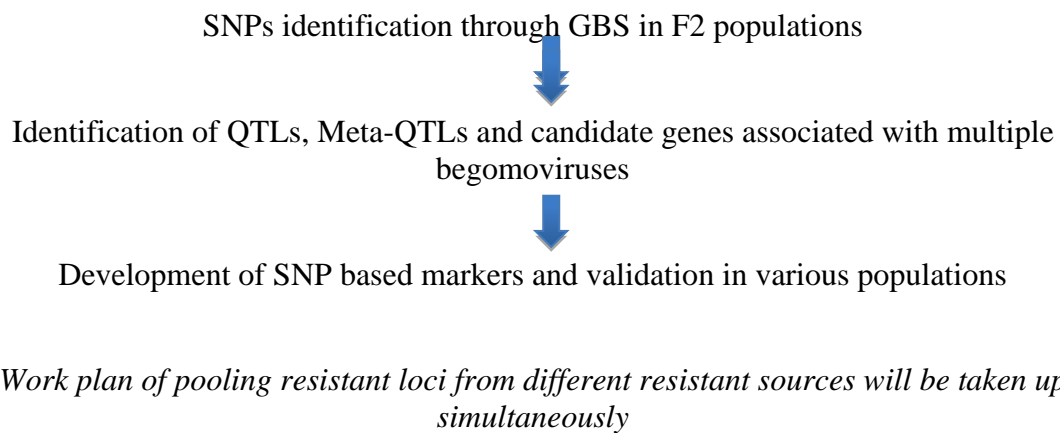 SNPs identification through GBS in F2 populations
Identification of QTLs, Meta-QTLs and candidate genes associated with multiple
begomoviruses
Development of SNP based markers and validation in various populations
Work plan of pooling resistant loci from different resistant sources will be taken up
simultaneously